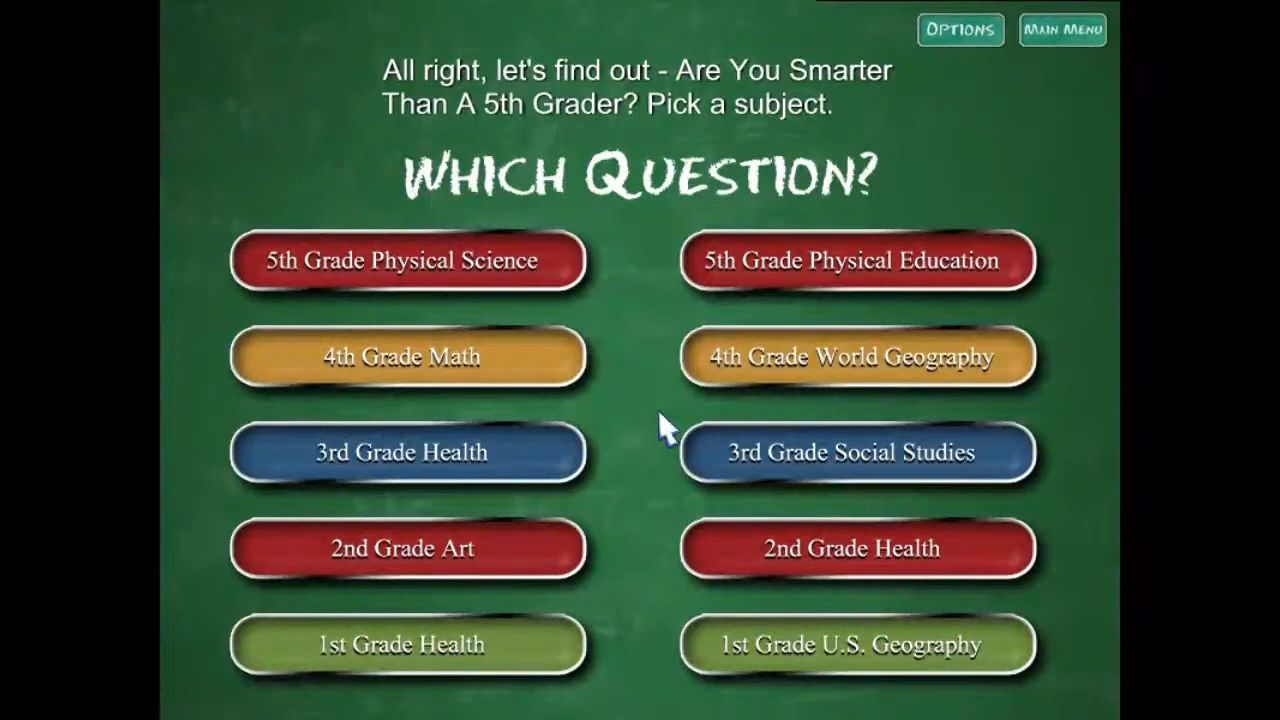 OPTIONS
MAIN MENU
All right, let's find out - Are You Smarter
Than A 5th Grader? Pick a subject.
WHICH QUESTION?
5th Grade Physical Science
5th Grade Physical Education
4th Grade Math
4th Grade World Geography
3rd Grade Health
3rd Grade Social Studies
2nd Grade Art
2nd Grade Health
1st Grade Health
1st Grade U.S. Geography